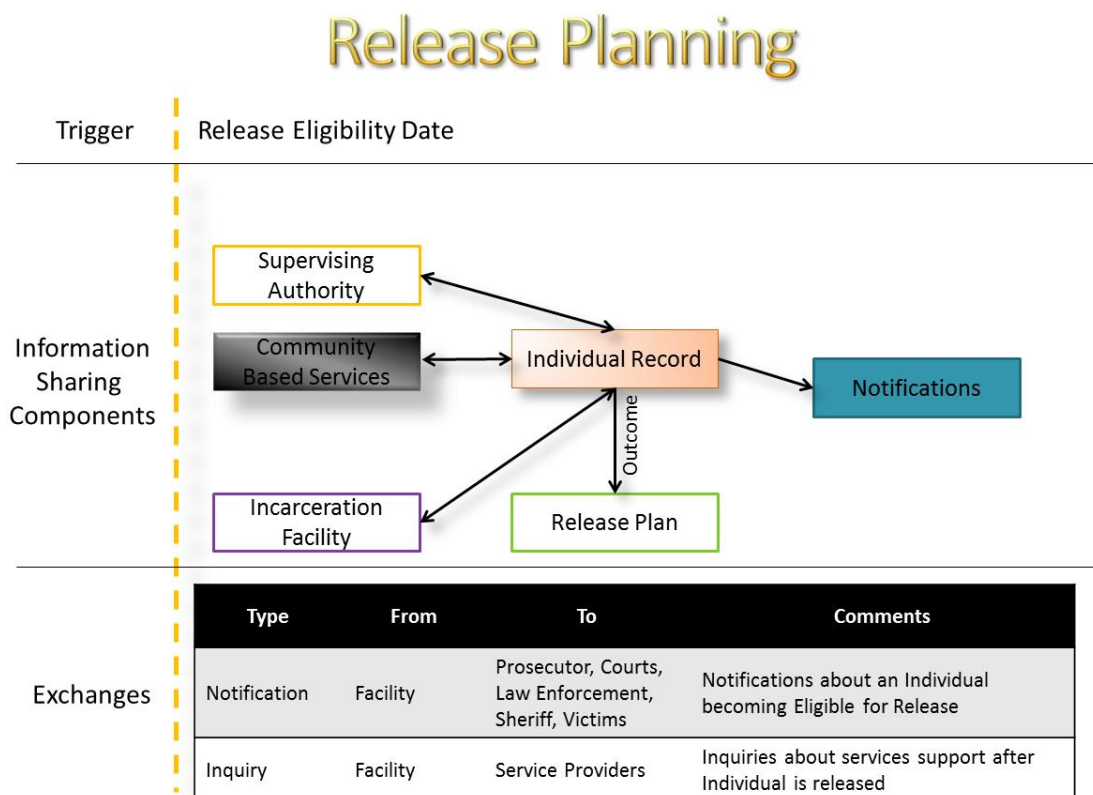 Release Planning
Trigger
Release Eligibility Date
Supervising
Authority
Information
Sharing
Components
Community
Based Services
Individual Record
Notifications
Outcome
Incarceration
Facility
Release Plan
Exchanges
Type From To Comments
Notification Facility Prosecutor, Courts,
Law Enforcement,
Sheriff, Victims
Notifications about an Individual
becoming Eligible for Release
Inquiry Facility Service Providers
Inquiries about services support after
Individual is released